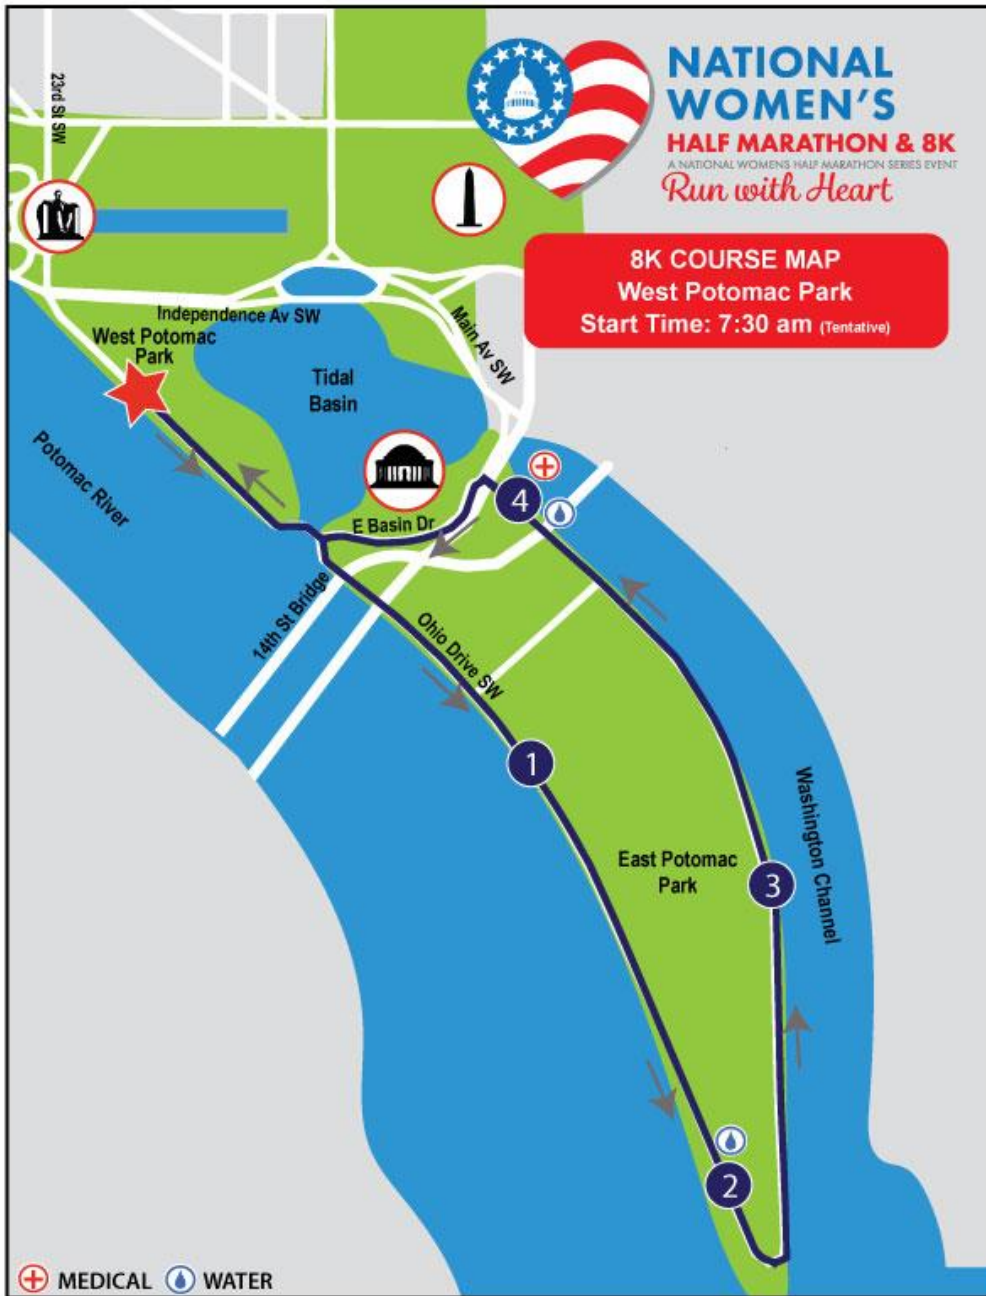 NATIONAL
WOMEN'S
HALF MARATHON & 8K
A NATIONAL WOMENS HALF MARATHON SERIES EVENT
Run with Heart
8K COURSE MAP
West Potomac Park
Start Time: 7:30 am (Tentative)
23rd St SW
Independence Av SW
Main Av SW
West Potomac
Park
Tidal
Basin
Potomac River
E Basin Dr
4
14th St Bridge
Ohio Drive SW
1
Washington Channel
East Potomac
Park
3
2
MEDICAL
WATER